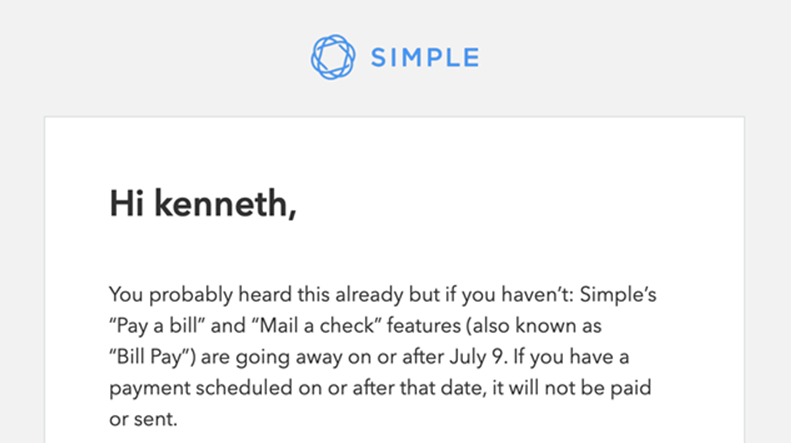 SIMPLE
Hi kenneth,
You probably heard this already but if you haven’t: Simple’s
“Pay a bill” and “Mail a check” features (also known as
“Bill Pay”) are going away on or after July 9. If you have a
payment scheduled on or after that date, it will not be paid
or sent.